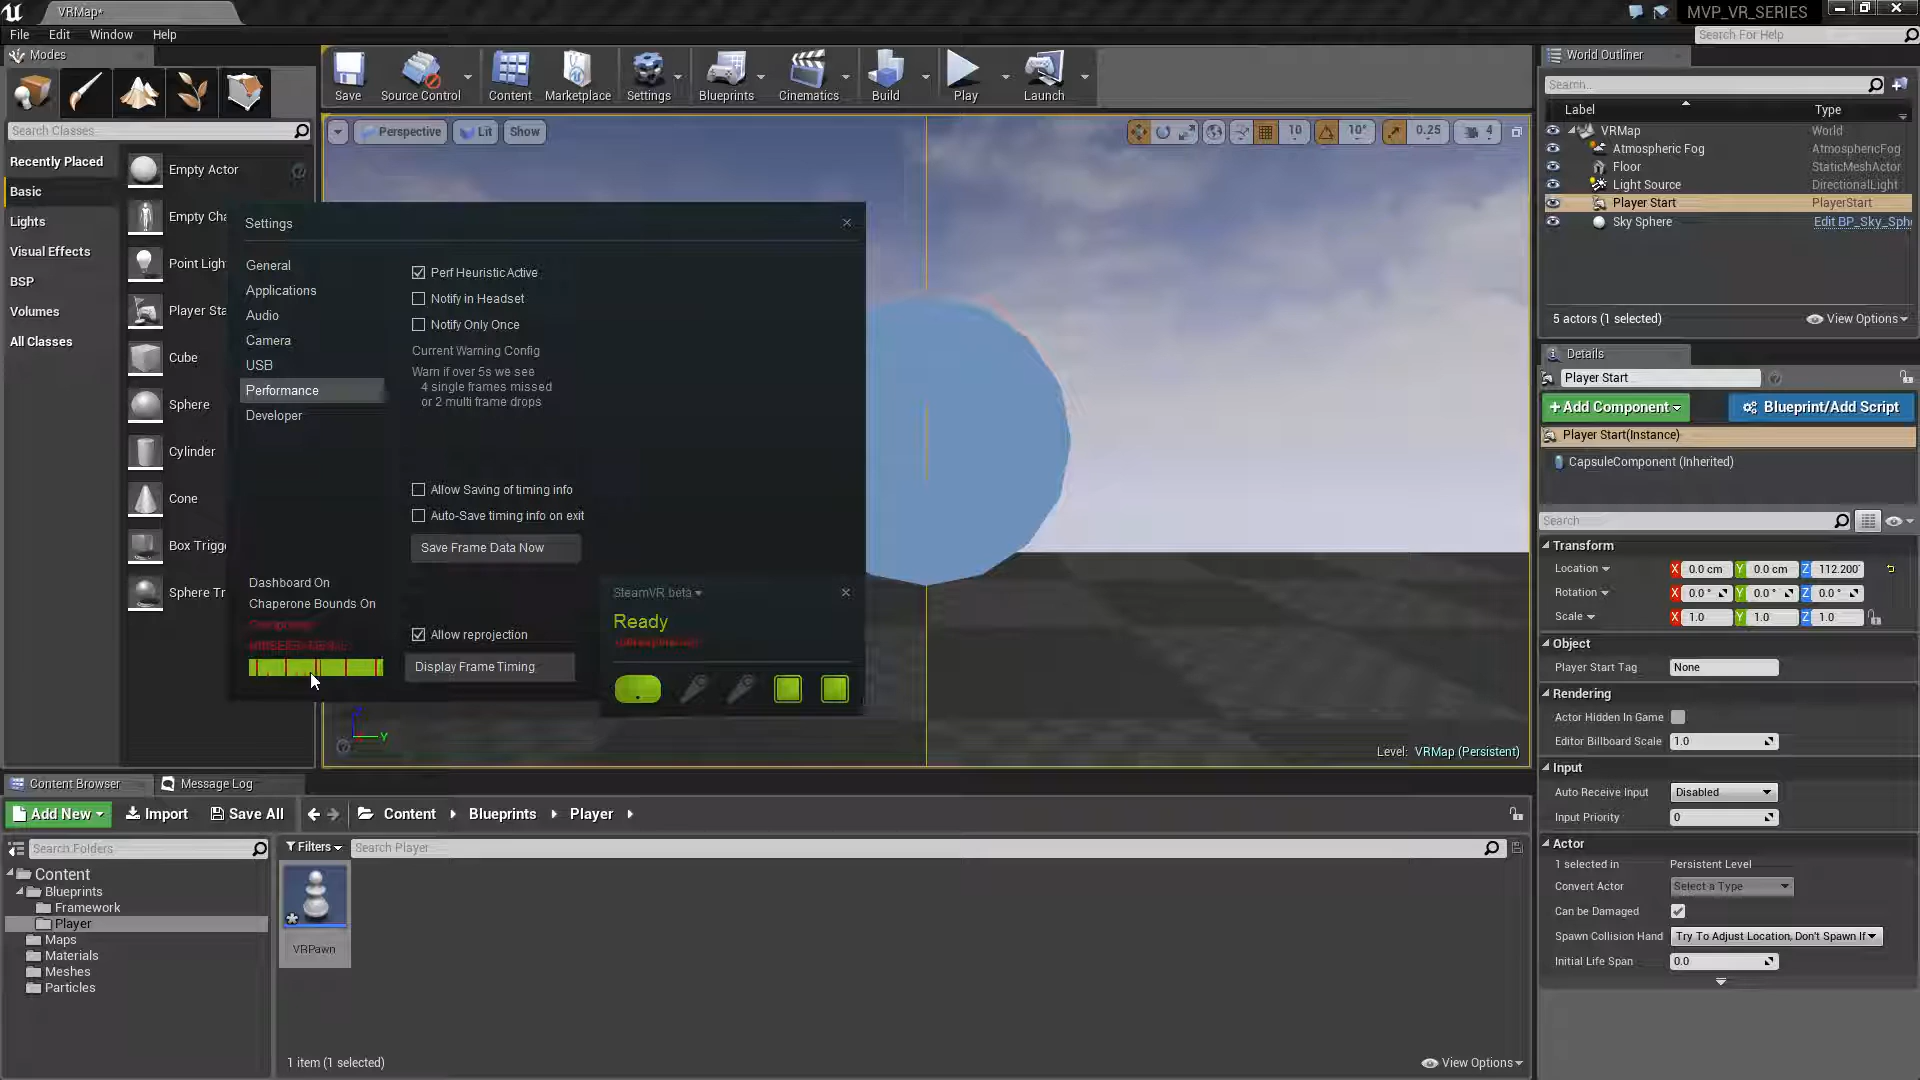 VRMap*
MVP_VR_SERIES
File Edit Window Help
Search For Help
Modes
Save
Source Control
Content
Marketplace
Settings
Blueprints
Cinematics
Build
Play
Launch
Search Classes
Recently Placed
Basic
Lights
Visual Effects
BSP
Volumes
All Classes
Empty Actor
Empty Cha
Point Ligh
Player Sta
Cube
Sphere
Cylinder
Cone
Box Trigge
Sphere Tr
Perspective Lit Show
10 10° 0.25 4
Settings
General
Applications
Audio
Camera
USB
Performance
Developer
Perf Heuristic Active
Notify in Headset
Notify Only Once
Current Warning Config
Warn if over 5s we see
4 single frames missed
or 2 multi frame drops
Allow Saving of timing info
Auto-Save timing info on exit
Save Frame Data Now
Dashboard On
Chaperone Bounds On
Allow reprojection
Display Frame Timing
SteamVR beta
Ready
Z
Y
Level: VRMap (Persistent)
World Outliner
Search...
Label Type
VRMap World
Atmospheric Fog AtmosphericFog
Floor StaticMeshActor
Light Source DirectionalLight
Player Start PlayerStart
Sky Sphere Edit BP_Sky_Sph
5 actors (1 selected) View Options
Details
Player Start
+Add Component Blueprint/Add Script
Player Start(Instance)
CapsuleComponent (Inherited)
Search
Transform
Location X 0.0 cm Y 0.0 cm Z 112.200
Rotation X 0.0 ° Y 0.0 ° Z 0.0 °
Scale X 1.0 Y 1.0 Z 1.0
Object
Player Start Tag None
Rendering
Actor Hidden In Game
Editor Billboard Scale 1.0
Input
Auto Receive Input Disabled
Input Priority 0
Actor
1 selected in Persistent Level
Convert Actor Select a Type
Can be Damaged
Spawn Collision Hand Try To Adjust Location, Don't Spawn If
Initial Life Span 0.0
Content Browser Message Log
Add New Import Save All Content Blueprints Player
Search Folders
Filters Search Player
Content
Blueprints
Framework
Player
Maps
Materials
Meshes
Particles
VRPawn
1 item (1 selected)
View Options